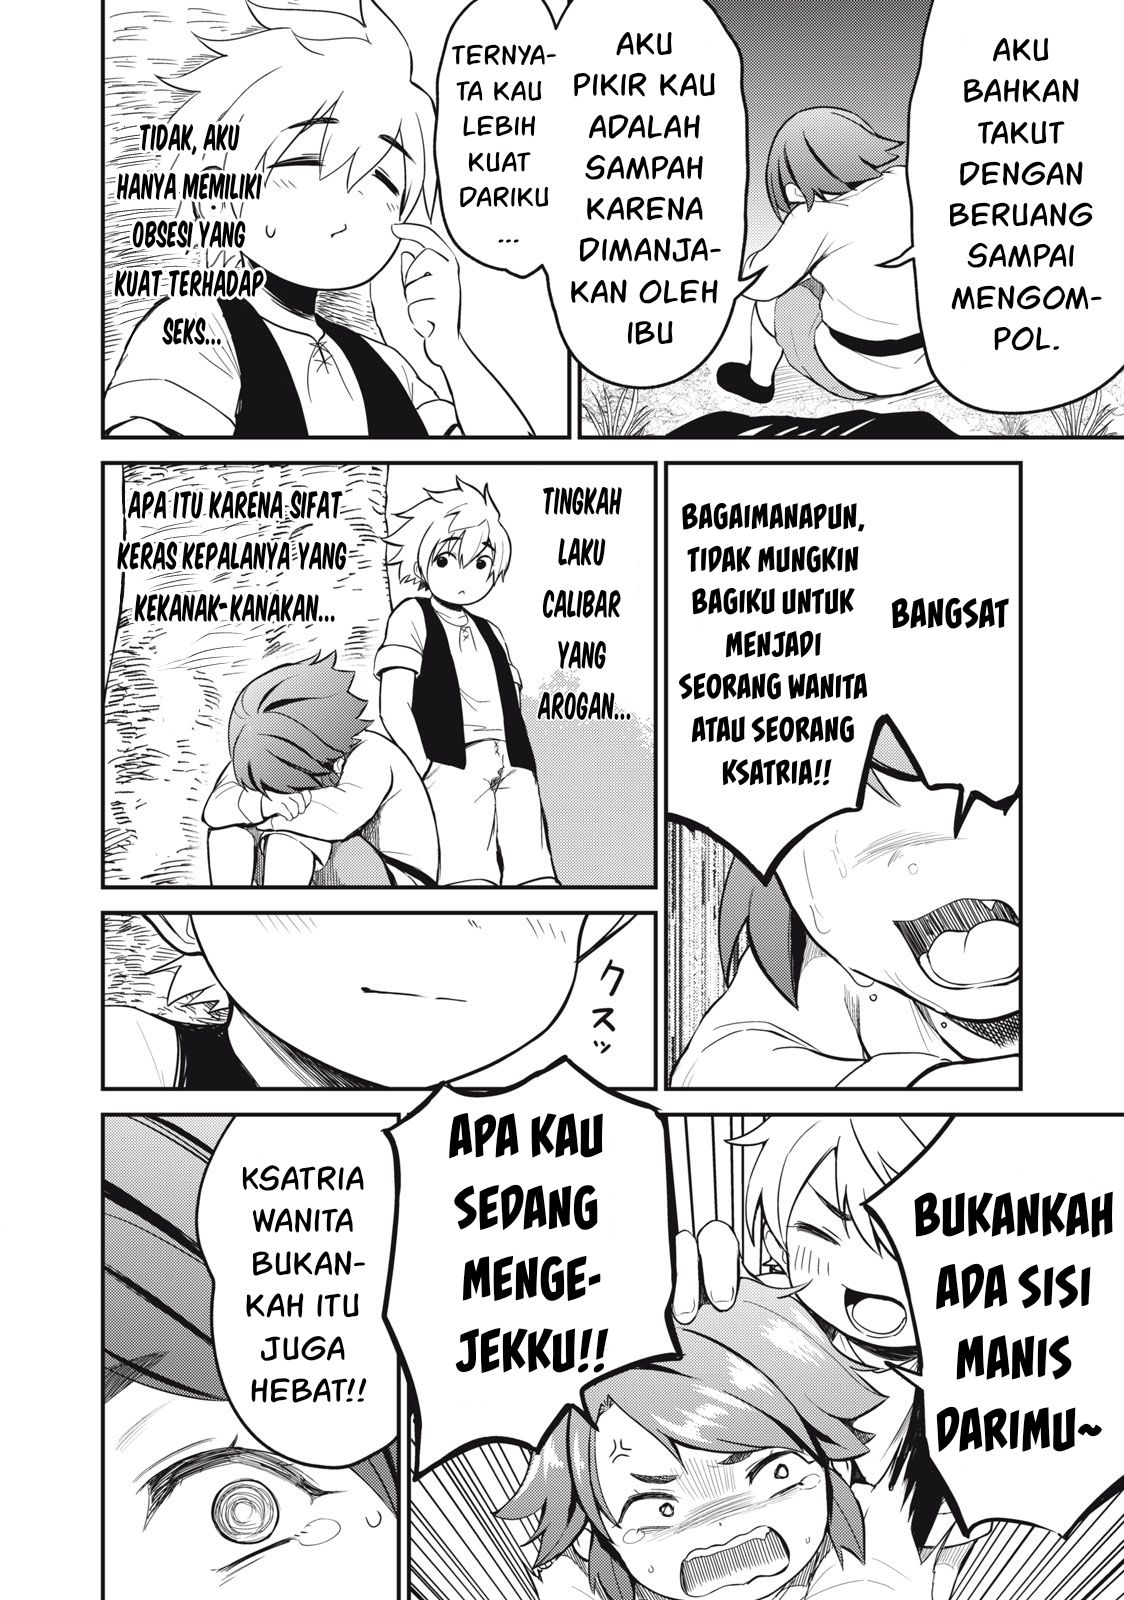 AKU
BAHKAN
TAKUT
DENGAN
BERUANG
SAMPAI
MENGOM-
POL.
AKU
PIKIR KAU
ADALAH
SAMPAH
KARENA
DIMANJA-
KAN OLEH
IBU
TERNYA-
TA KAU
LEBIH
KUAT
DARIKU
...
TIDAK, AKU
HANYA MEMILIKI
OBSESI YANG
KUAT TERHADAP
SEKS...
BANGSAT
BAGAIMANAPUN,
TIDAK MUNGKIN
BAGIKU UNTUK
MENJADI
SEORANG WANITA
ATAU SEORANG
KSATRIA!!
TINGKAH
LAKU
CALIBAR
YANG
AROGAN...
APA ITU KARENA SIFAT
KERAS KEPALANYA YANG
KEKANAK-KANAKAN...
クスッ
BUKANKAH
ADA SISI
MANIS
DARIMU~
APA KAU
SEDANG
MENGE-
JEKKU!!
KSATRIA
WANITA
BUKAN-
KAH ITU
JUGA
HEBAT!!